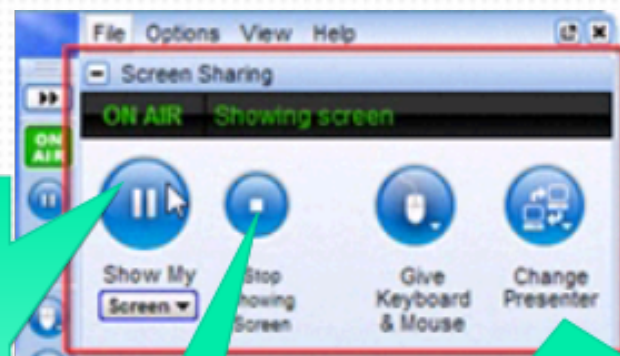 File Options View Help
Screen Sharing
ON AIR Showing screen
ON
AIR
Show My
Screen
Stop
howing
Screen
Give
Keyboard
& Mouse
Change
Presenter